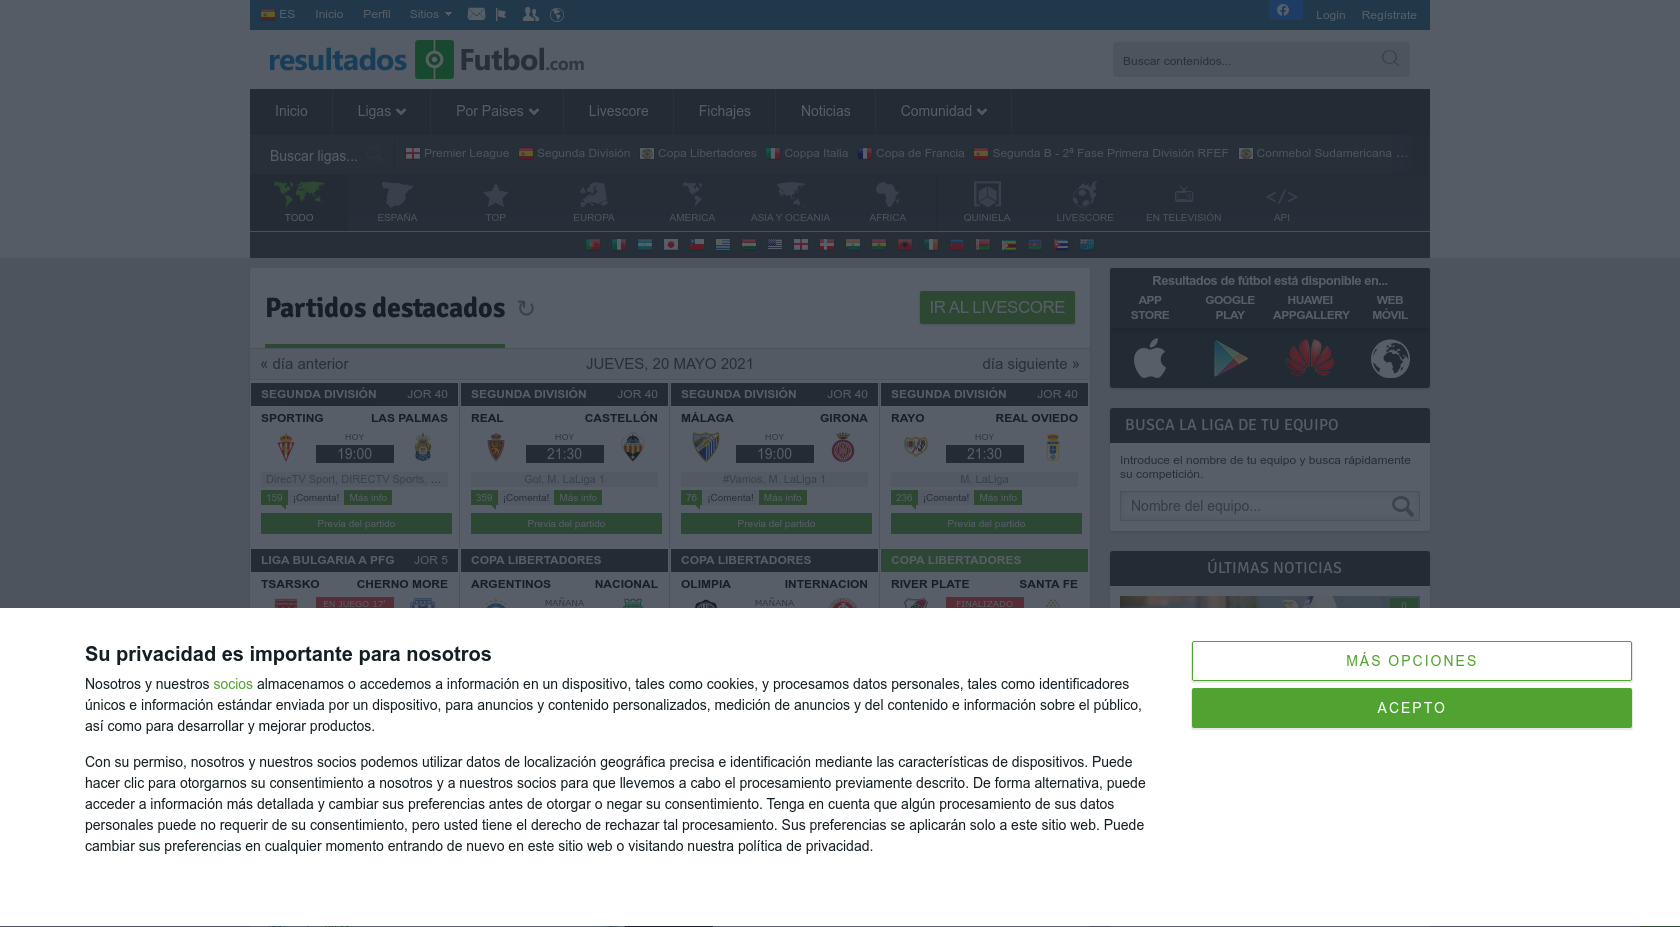 ES Inicio Perfil Sitios
Login Registrate
resultados Futbol.com
Buscar contenidos...
Inicio Ligas Por Paises Livescore Fichajes Noticias Comunidad
Buscar ligas... Premier League Segunda División Copa Libertadores Coppa Italia Copa de Francia Segunda B - 2ª Fase Primera División RFEF Conmebol Sudamericana ...
TODO ESPAÑA TOP EUROPA AMERICA ASIA Y OCEANIA AFRICA QUINIELA LIVESCORE EN TELEVISIÓN API
Partidos destacados
IR AL LIVESCORE
« día anterior JUEVES, 20 MAYO 2021 día siguiente »
SEGUNDA DIVISIÓN JOR 40
SPORTING LAS PALMAS
HOY
19:00
DirecTV Sport, DIRECTV Sports, ...
159 ¡Comenta! Más info
Previa del partido
SEGUNDA DIVISIÓN JOR 40
REAL CASTELLÓN
HOY
21:30
Gol, M. LaLiga 1
359 ¡Comenta! Más info
Previa del partido
SEGUNDA DIVISIÓN JOR 40
MÁLAGA GIRONA
HOY
19:00
#Vamos, M. LaLiga 1
76 ¡Comenta! Más info
Previa del partido
SEGUNDA DIVISIÓN JOR 40
RAYO REAL OVIEDO
HOY
21:30
M. LaLiga
236 ¡Comenta! Más info
Previa del partido
LIGA BULGARIA A PFG JOR 5
TSARSKO CHERNO MORE
EN JUEGO 17'
COPA LIBERTADORES
ARGENTINOS NACIONAL
MAÑANA
COPA LIBERTADORES
OLIMPIA INTERNACION
MAÑANA
COPA LIBERTADORES
RIVER PLATE SANTA FE
FINALIZADO
Resultados de fútbol está disponible en...
APP STORE
GOOGLE PLAY
HUAWEI APPGALLERY
WEB MÓVIL
BUSCA LA LIGA DE TU EQUIPO
Introduce el nombre de tu equipo y busca rápidamente
su competición.
Nombre del equipo...
ÚLTIMAS NOTICIAS
0
Su privacidad es importante para nosotros
Nosotros y nuestros socios almacenamos o accedemos a información en un dispositivo, tales como cookies, y procesamos datos personales, tales como identificadores
únicos e información estándar enviada por un dispositivo, para anuncios y contenido personalizados, medición de anuncios y del contenido e información sobre el público,
así como para desarrollar y mejorar productos.
Con su permiso, nosotros y nuestros socios podemos utilizar datos de localización geográfica precisa e identificación mediante las características de dispositivos. Puede
hacer clic para otorgarnos su consentimiento a nosotros y a nuestros socios para que llevemos a cabo el procesamiento previamente descrito. De forma alternativa, puede
acceder a información más detallada y cambiar sus preferencias antes de otorgar o negar su consentimiento. Tenga en cuenta que algún procesamiento de sus datos
personales puede no requerir de su consentimiento, pero usted tiene el derecho de rechazar tal procesamiento. Sus preferencias se aplicarán solo a este sitio web. Puede
cambiar sus preferencias en cualquier momento entrando de nuevo en este sitio web o visitando nuestra política de privacidad.
MÁS OPCIONES
ACEPTO